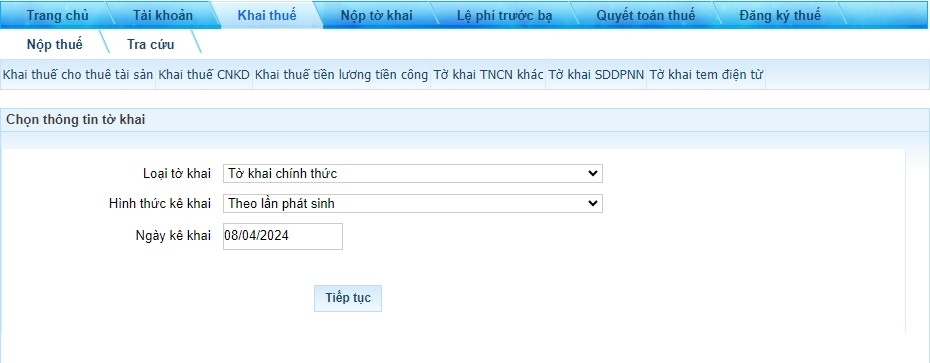 Trang chủ Tài khoản Khai thuế Nộp tờ khai Lệ phí trước bạ Quyết toán thuế Đăng ký thuế
Nộp thuế Tra cứu
Khai thuế cho thuê tài sản Khai thuế CNKD Khai thuế tiền lương tiền công Tờ khai TNCN khác Tờ khai SDDPNN Tờ khai tem điện tử
Chọn thông tin tờ khai
Loại tờ khai Tờ khai chính thức
Hình thức kê khai Theo lần phát sinh
Ngày kê khai 08/04/2024
Tiếp tục